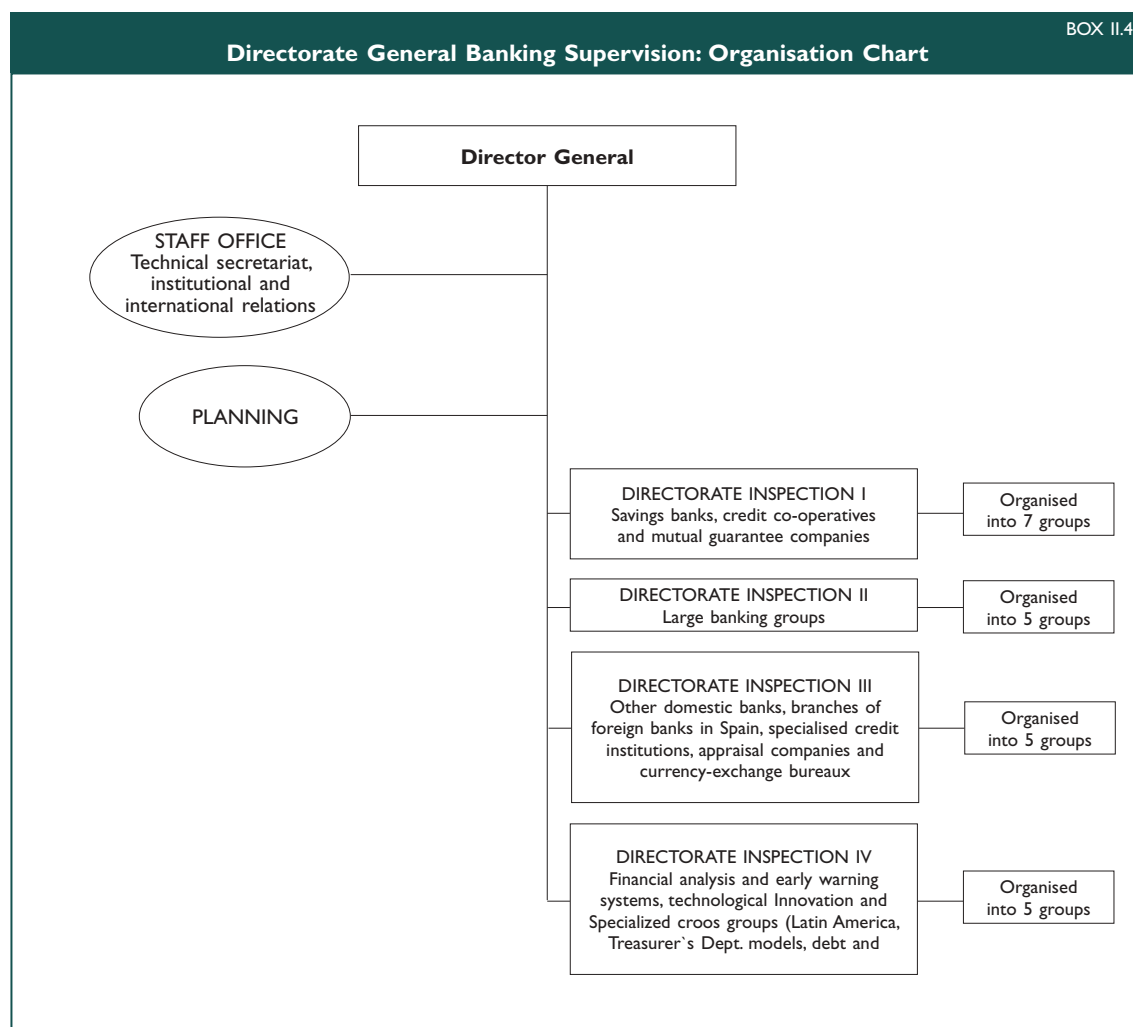 BOX II.4
Directorate General Banking Supervision: Organisation Chart
Director General
STAFF OFFICE
Technical secretariat,
institutional and
international relations
PLANNING
DIRECTORATE INSPECTION I
Savings banks, credit co-operatives
and mutual guarantee companies
Organised
into 7 groups
DIRECTORATE INSPECTION II
Large banking groups
Organised
into 5 groups
DIRECTORATE INSPECTION III
Other domestic banks, branches of
foreign banks in Spain, specialised credit
institutions, appraisal companies and
currency-exchange bureaux
Organised
into 5 groups
DIRECTORATE INSPECTION IV
Financial analysis and early warning
systems, technological Innovation and
Specialized croos groups (Latin America,
Treasurer`s Dept. models, debt and
Organised
into 5 groups